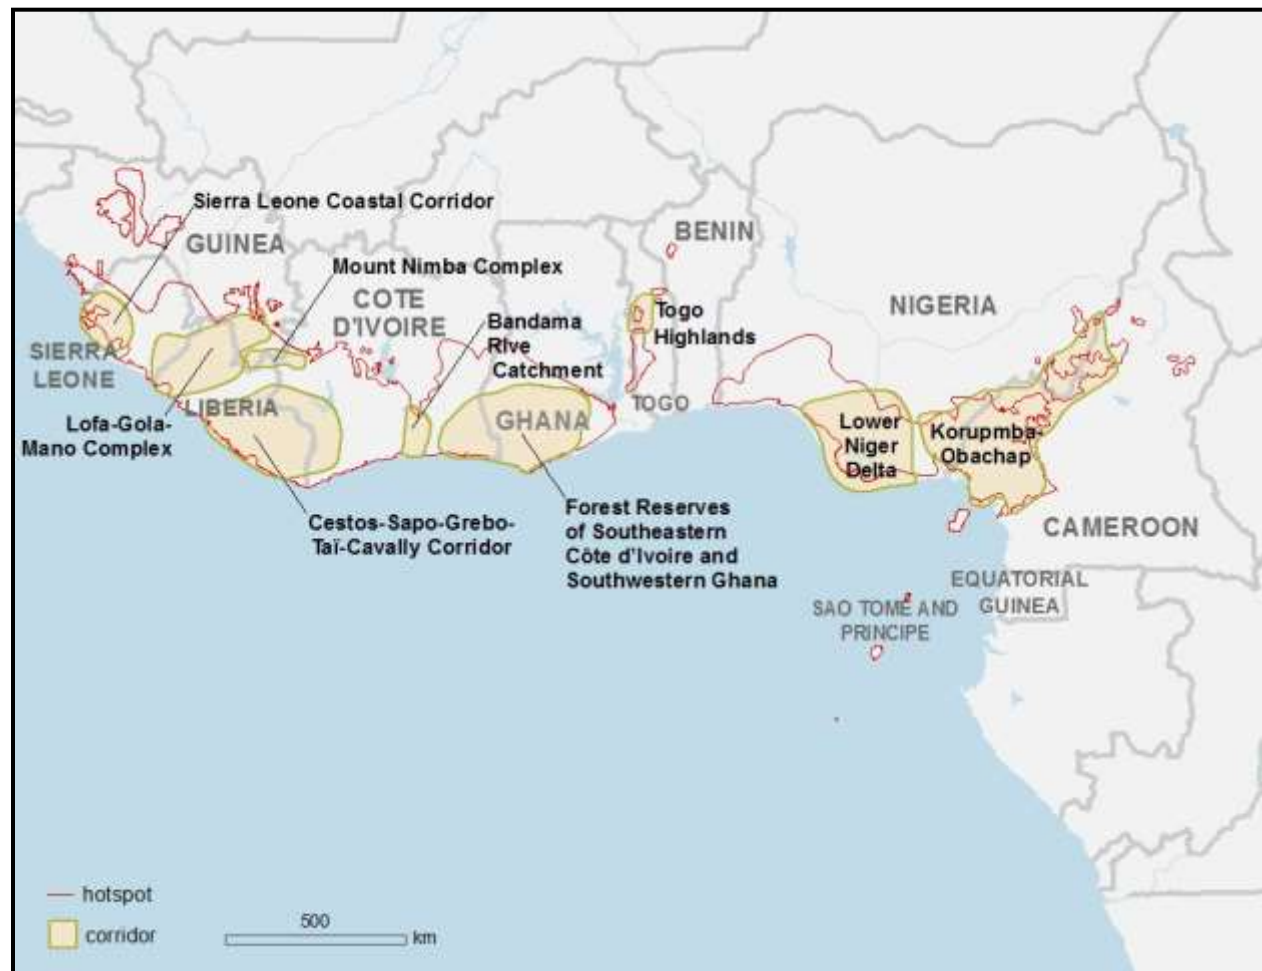 Sierra Leone Coastal Corridor
GUINEA
BENIN
Mount Nimba Complex
COTE
D'IVOIRE
NIGERIA
Bandama
RIve
Catchment
Togo
Highlands
SIERRA
LEONE
LIBERIA
GHANA
TOGO
Lofa-Gola-
Mano Complex
Lower
Niger
Delta
Korupmba-
Obachap
Cestos-Sapo-Grebo-
Taï-Cavally Corridor
Forest Reserves
of Southeastern
Côte d'Ivoire and
Southwestern Ghana
CAMEROON
EQUATORIAL
GUINEA
SAO TOME AND
PRINCIPE
hotspot
corridor
500
km